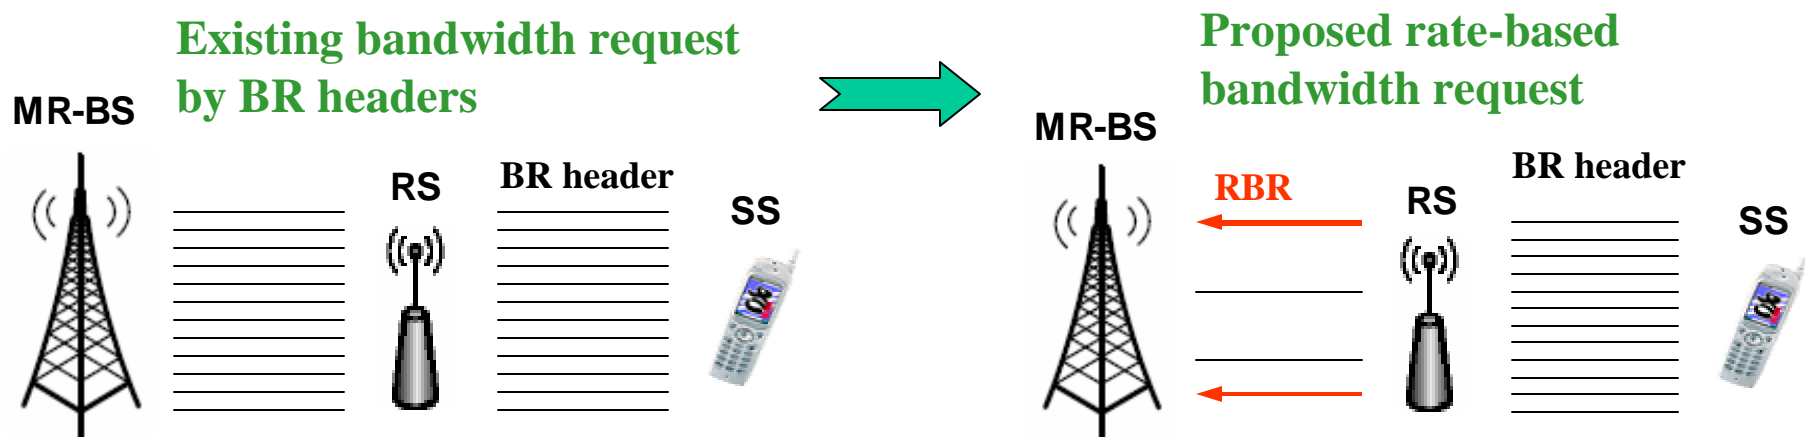 Existing bandwidth request
by BR headers
MR-BS
RS
BR header
SS
Proposed rate-based
bandwidth request
MR-BS
RBR
RS
BR header
SS